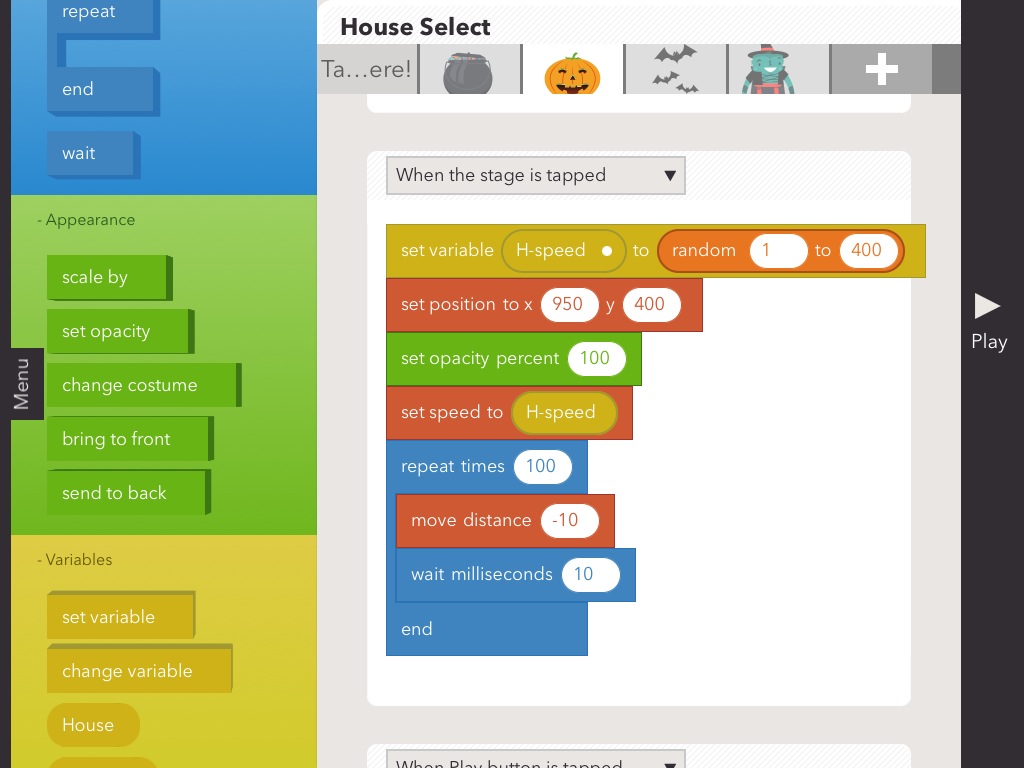 repeat
end
wait
- Appearance
scale by
set opacity
change costume
bring to front
send to back
- Variables
set variable
change variable
House
Menu
House Select
Ta...ere!
When the stage is tapped
set variable H-speed to random 1 to 400
set position to x 950 y 400
set opacity percent 100
set speed to H-speed
repeat times 100
move distance -10
wait milliseconds 10
end
When Play button is tapped
Play